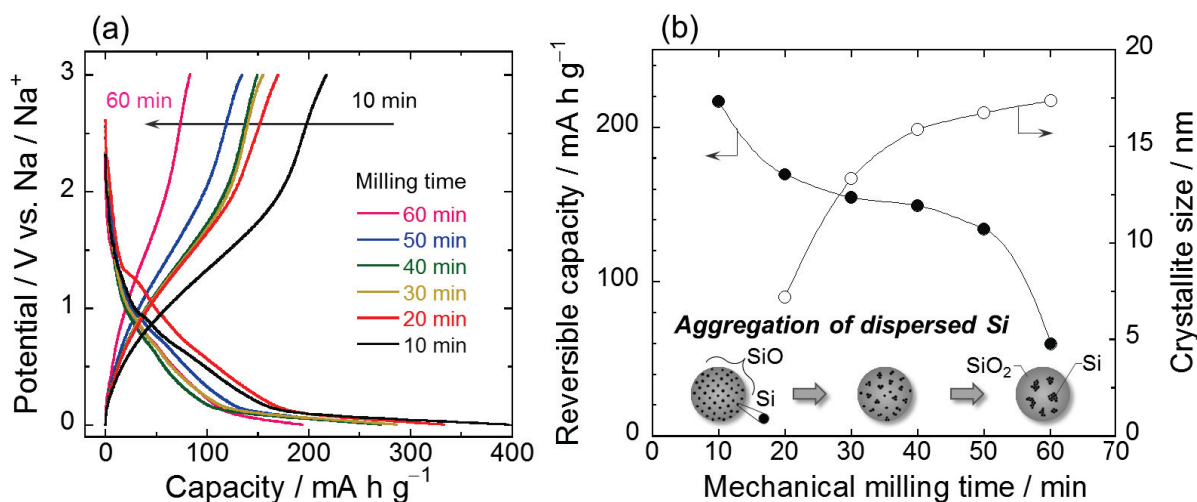 (a)
Potential / V vs. Na / Na⁺
3
2
1
0
60 min
10 min
Milling time
60 min
50 min
40 min
30 min
20 min
10 min
0
100
200
300
400
Capacity / mA h g⁻¹
(b)
Reversible capacity / mA h g⁻¹
200
100
0
20
15
10
5
0
Crystallite size / nm
Aggregation of dispersed Si
SiO
Si
SiO₂
Si
0
10
20
30
40
50
60
70
Mechanical milling time / min